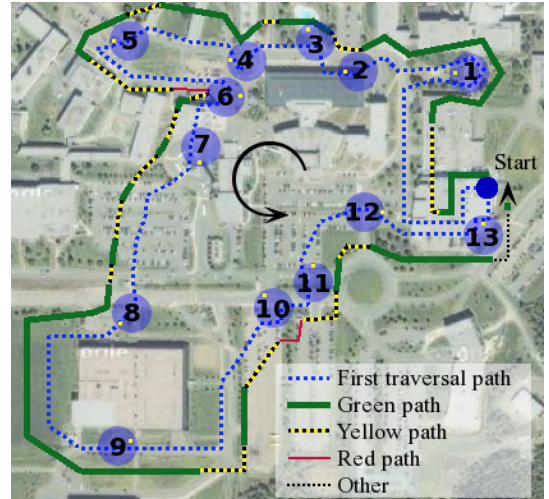 5
3
4
2
1
6
7
Start
12
13
11
10
8
9
First traversal path
Green path
Yellow path
Red path
Other